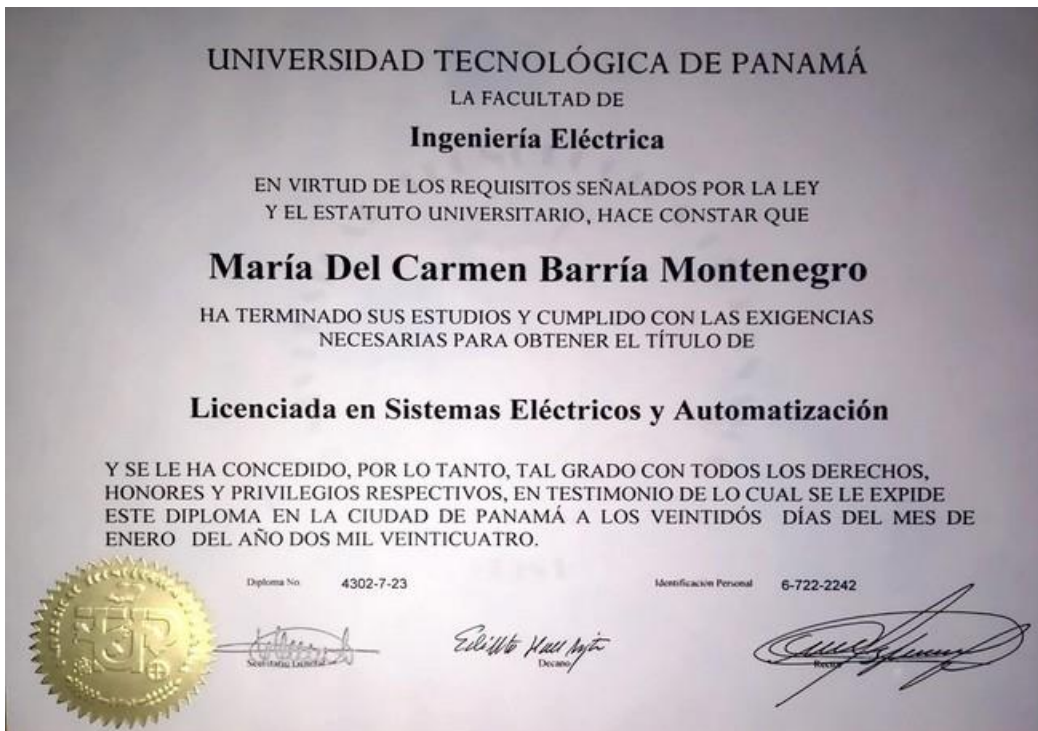 UNIVERSIDAD TECNOLÓGICA DE PANAMÁ
LA FACULTAD DE
Ingeniería Eléctrica
EN VIRTUD DE LOS REQUISITOS SEÑALADOS POR LA LEY
Y EL ESTATUTO UNIVERSITARIO, HACE CONSTAR QUE
María Del Carmen Barría Montenegro
HA TERMINADO SUS ESTUDIOS Y CUMPLIDO CON LAS EXIGENCIAS
NECESARIAS PARA OBTENER EL TÍTULO DE
Licenciada en Sistemas Eléctricos y Automatización
Y SE LE HA CONCEDIDO, POR LO TANTO, TAL GRADO CON TODOS LOS DERECHOS,
HONORES Y PRIVILEGIOS RESPECTIVOS, EN TESTIMONIO DE LO CUAL SE LE EXPIDE
ESTE DIPLOMA EN LA CIUDAD DE PANAMÁ A LOS VEINTIDÓS DÍAS DEL MES DE
ENERO DEL AÑO DOS MIL VEINTICUATRO.
Diploma No. 4302-7-23 Identificación Personal 6-722-2242
Secretario General Decano Rector
UTP